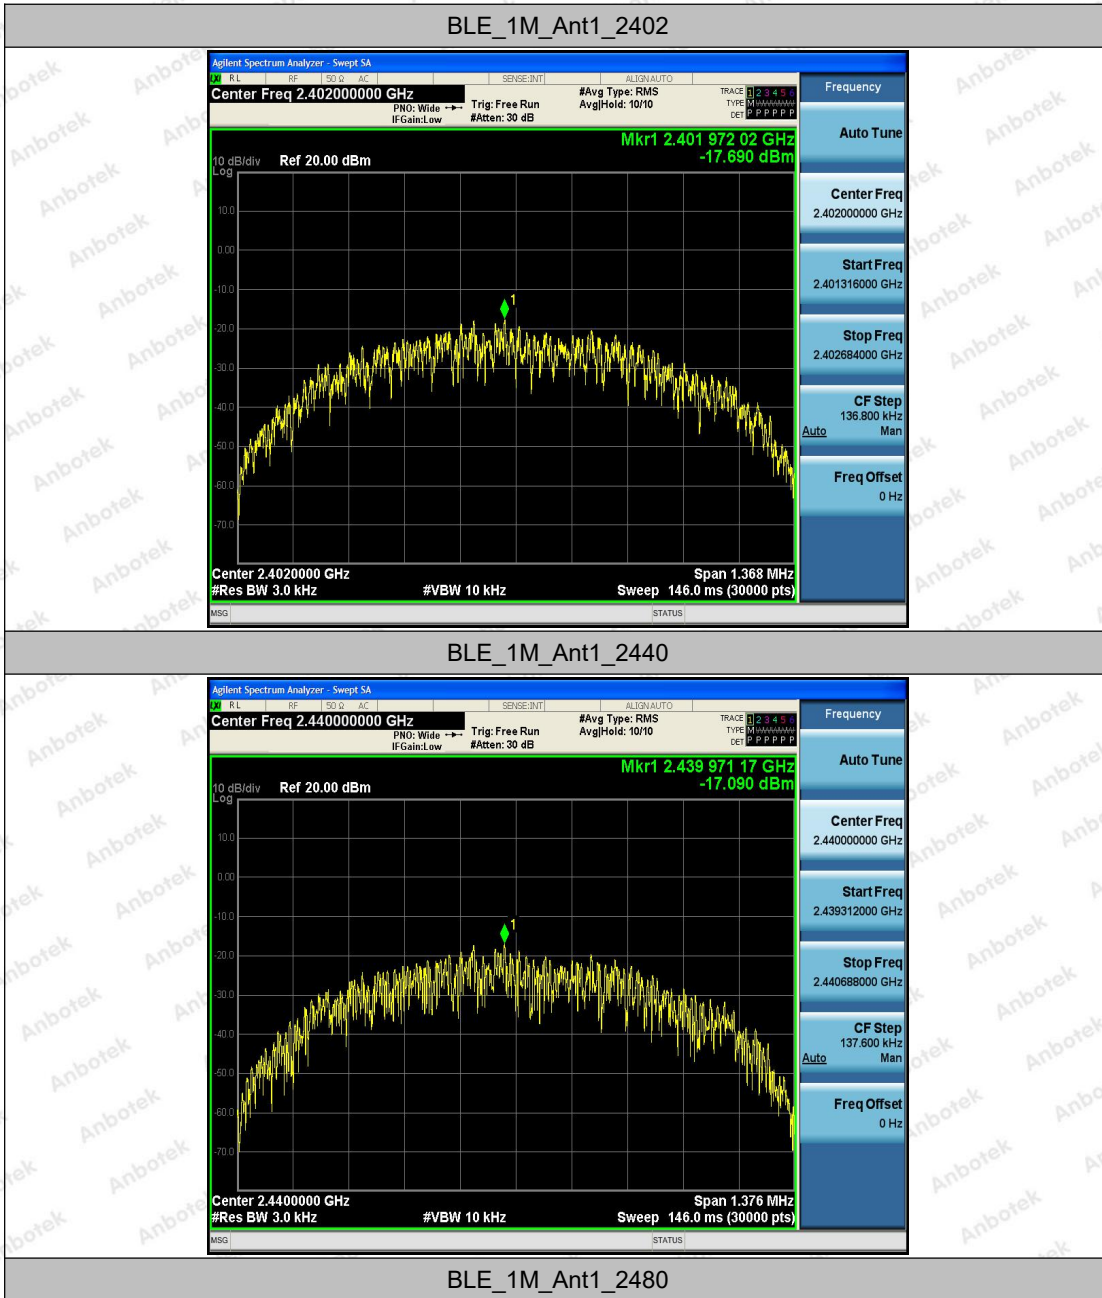 BLE_1M_Ant1_2402
Agilent Spectrum Analyzer - Swept SA
LXI RL RF 50 Ω AC SENSE:INT ALIGNAUTO
Center Freq 2.402000000 GHz
PNO: Wide
IFGain:Low
Trig: Free Run
#Atten: 30 dB
#Avg Type: RMS
Avg|Hold: 10/10
TRACE 1 2 3 4 5 6
TYPE M WWWWW
DET P P P P P P
Mkr1 2.401 972 02 GHz
-17.690 dBm
10 dB/div Ref 20.00 dBm
Log
10.0
0.00
-10.0
-20.0
-30.0
-40.0
-50.0
-60.0
-70.0
1
Center 2.4020000 GHz Span 1.368 MHz
#Res BW 3.0 kHz #VBW 10 kHz Sweep 146.0 ms (30000 pts)
MSG STATUS
Frequency
Auto Tune
Center Freq
2.402000000 GHz
Start Freq
2.401316000 GHz
Stop Freq
2.402684000 GHz
CF Step
136.800 kHz
Auto Man
Freq Offset
0 Hz
BLE_1M_Ant1_2440
Agilent Spectrum Analyzer - Swept SA
LXI RL RF 50 Ω AC SENSE:INT ALIGNAUTO
Center Freq 2.440000000 GHz
PNO: Wide
IFGain:Low
Trig: Free Run
#Atten: 30 dB
#Avg Type: RMS
Avg|Hold: 10/10
TRACE 1 2 3 4 5 6
TYPE M WWWWW
DET P P P P P P
Mkr1 2.439 971 17 GHz
-17.090 dBm
10 dB/div Ref 20.00 dBm
Log
10.0
0.00
-10.0
-20.0
-30.0
-40.0
-50.0
-60.0
-70.0
1
Center 2.4400000 GHz Span 1.376 MHz
#Res BW 3.0 kHz #VBW 10 kHz Sweep 146.0 ms (30000 pts)
MSG STATUS
Frequency
Auto Tune
Center Freq
2.440000000 GHz
Start Freq
2.439312000 GHz
Stop Freq
2.440688000 GHz
CF Step
137.600 kHz
Auto Man
Freq Offset
0 Hz
BLE_1M_Ant1_2480